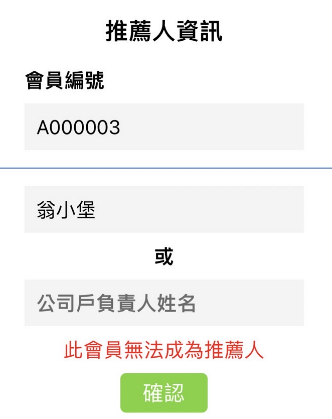 推薦人資訊
會員編號
A000003
翁小堡
或
公司戶負責人姓名
此會員無法成為推薦人
確認